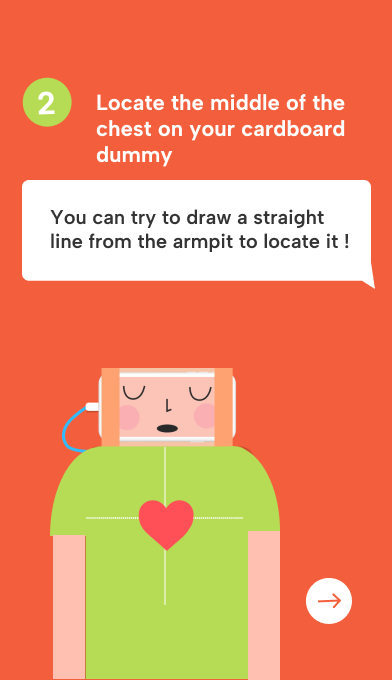 2
Locate the middle of the
chest on your cardboard
dummy
You can try to draw a straight
line from the armpit to locate it !